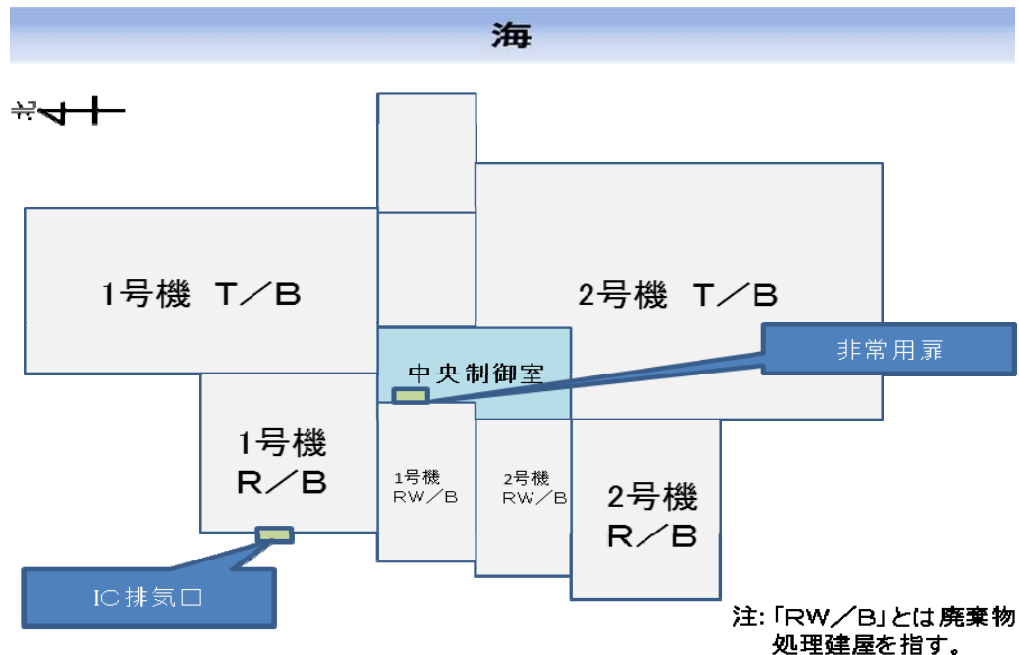 海
北
1号機 T/B
2号機 T/B
非常用扉
中央制御室
1号機
R/B
1号機
RW/B
2号機
RW/B
2号機
R/B
IC排気口
注:「RW/B」とは廃棄物
処理建屋を指す。